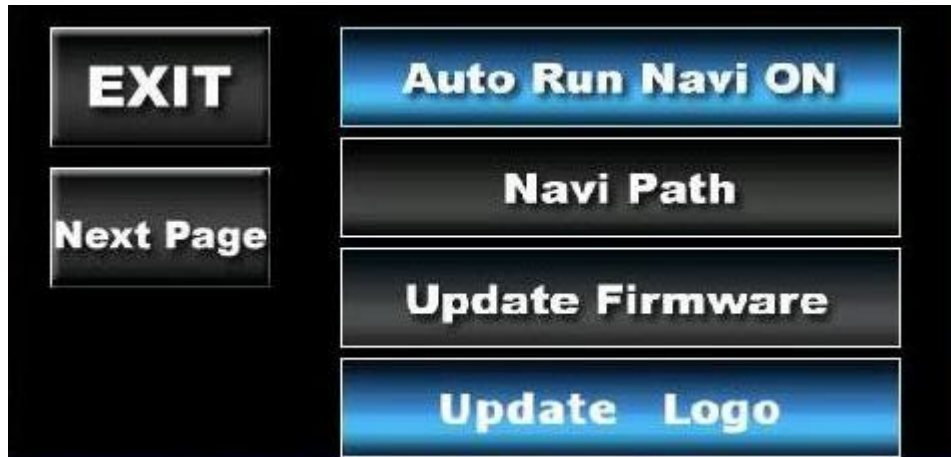 EXIT
Next Page
Auto Run Navi ON
Navi Path
Update Firmware
Update Logo